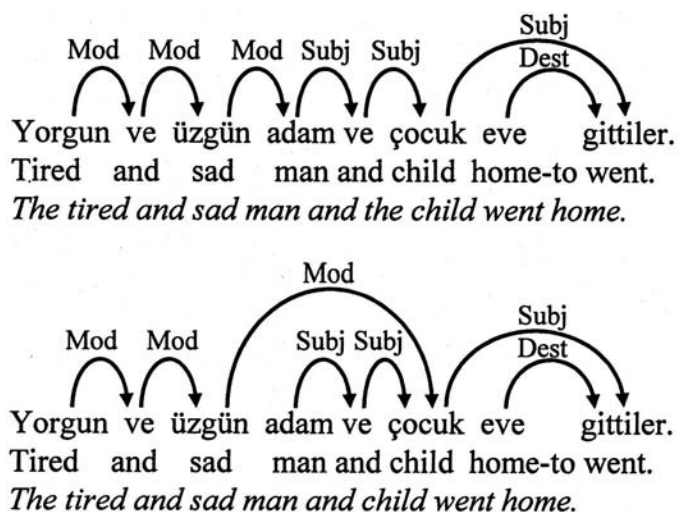 Subj
Mod Mod Mod Subj Subj Dest
Yorgun ve üzgün adam ve çocuk eve gittiler.
Tired and sad man and child home-to went.
The tired and sad man and the child went home.
Mod
Subj
Mod Mod Subj Subj Dest
Yorgun ve üzgün adam ve çocuk eve gittiler.
Tired and sad man and child home-to went.
The tired and sad man and child went home.